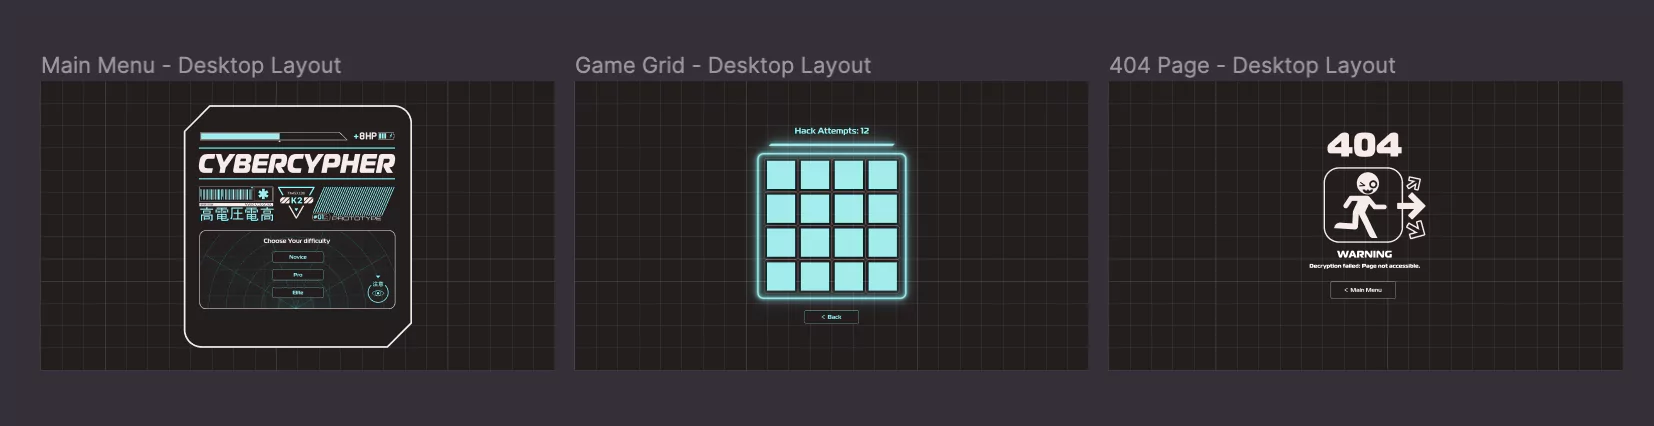 Main Menu - Desktop Layout
+8HP
CYBERCYPHER
K2
高電圧電高
PROTOTYPE
Choose Your difficulty
Novice
Pro
Elite
注意
Game Grid - Desktop Layout
Hack Attempts: 12
< Back
404 Page - Desktop Layout
404
WARNING
Decryption failed: Page not accessible.
< Main Menu